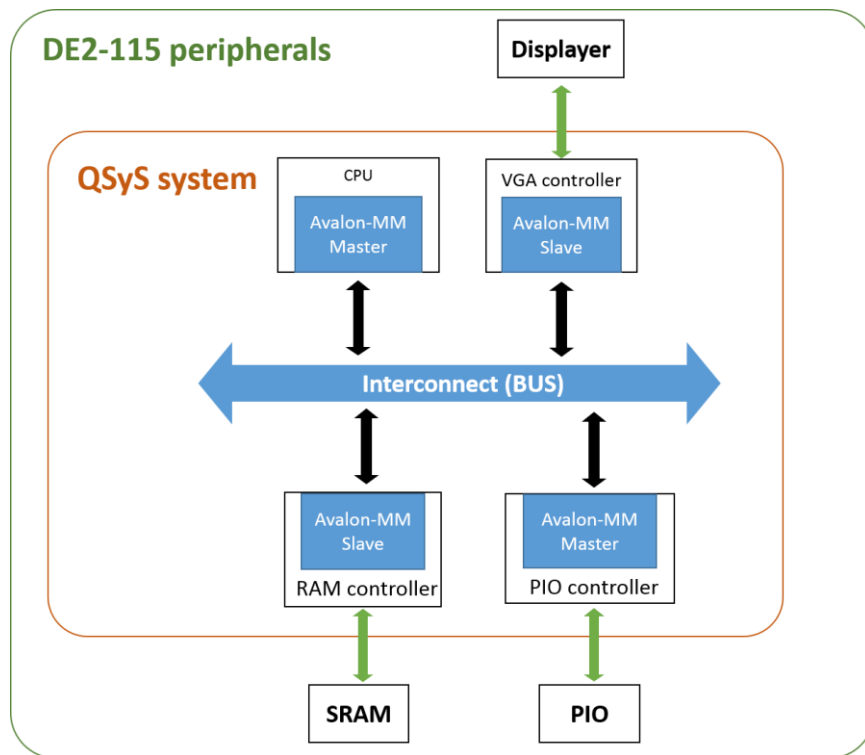 DE2-115 peripherals
Displayer
QSyS system
CPU
Avalon-MM
Master
VGA controller
Avalon-MM
Slave
Interconnect (BUS)
Avalon-MM
Slave
RAM controller
Avalon-MM
Master
PIO controller
SRAM
PIO